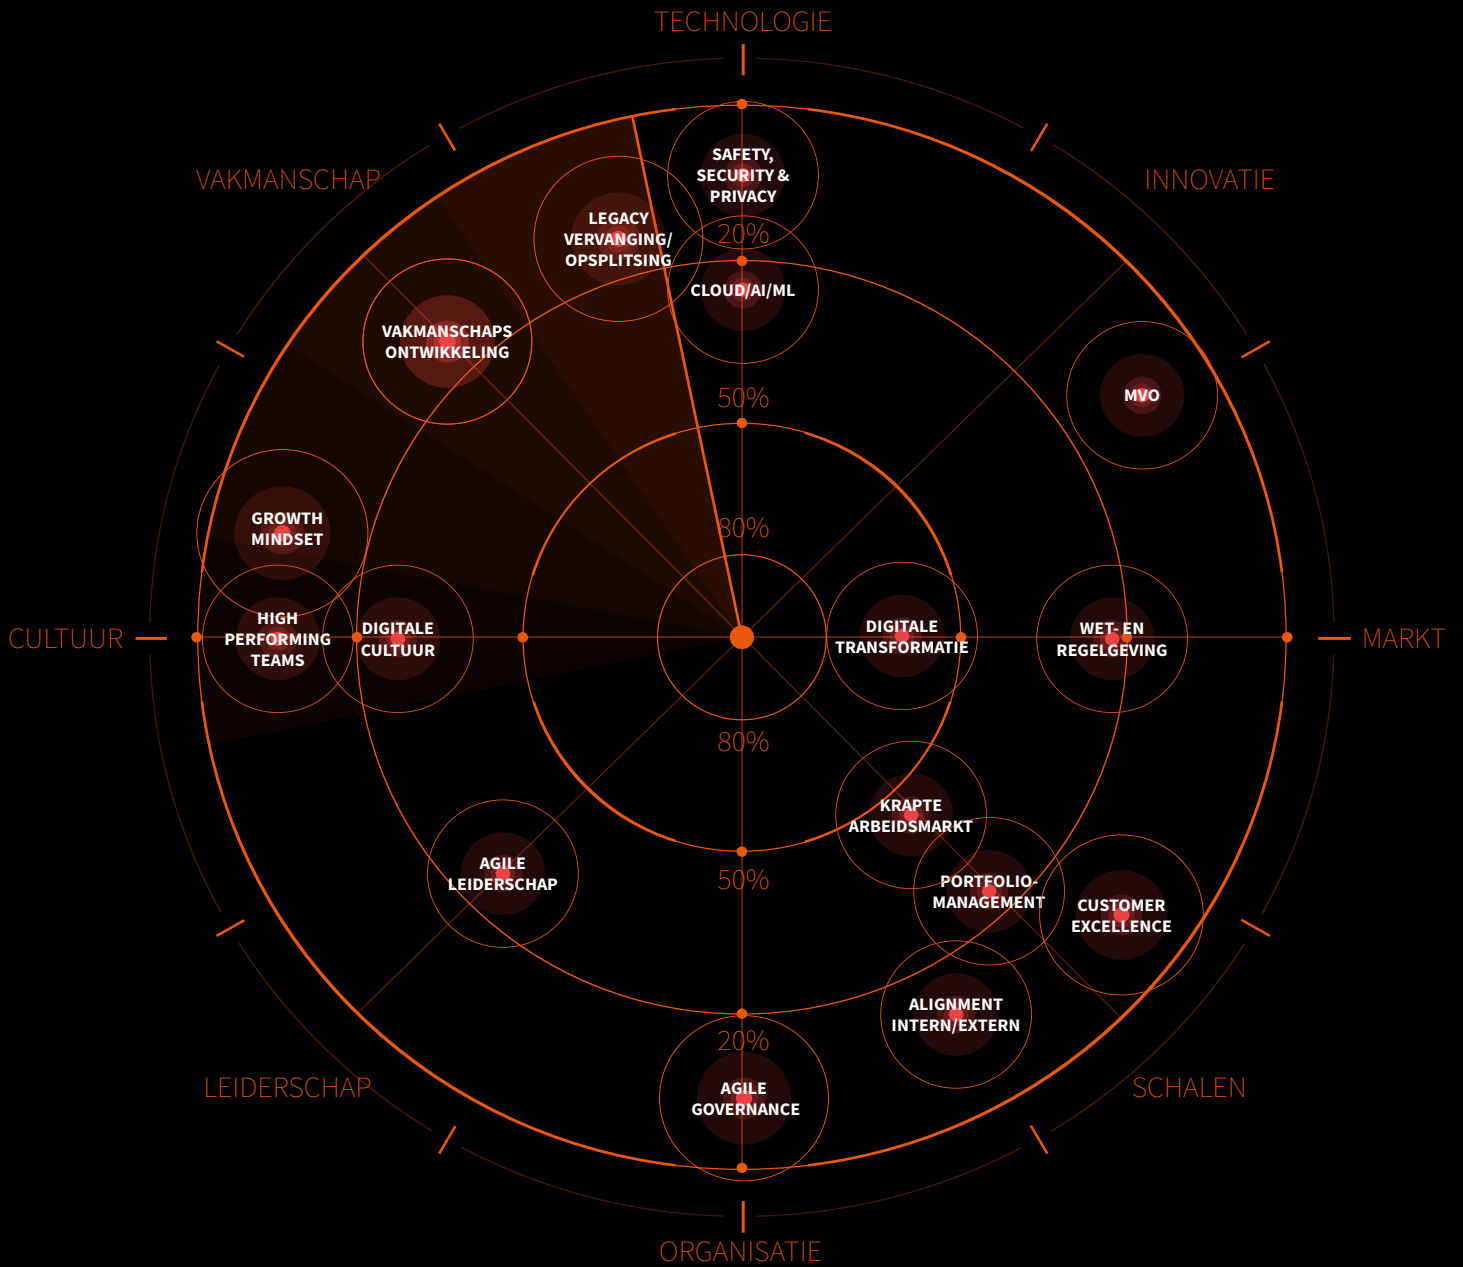 TECHNOLOGIE
SAFETY,
SECURITY &
PRIVACY
VAKMANSCHAP
INNOVATIE
LEGACY
VERVANGING/
OPSPLITSING
20%
CLOUD/AI/ML
VAKMANSCHAPS
ONTWIKKELING
50%
MVO
GROWTH
MINDSET
80%
CULTUUR
HIGH
PERFORMING
TEAMS
DIGITALE
CULTUUR
DIGITALE
TRANSFORMATIE
WET- EN
REGELGEVING
MARKT
80%
KRAPTE
ARBEIDSMARKT
AGILE
LEIDERSCHAP
50%
PORTFOLIO-
MANAGEMENT
CUSTOMER
EXCELLENCE
ALIGNMENT
INTERN/EXTERN
20%
LEIDERSCHAP
AGILE
GOVERNANCE
SCHALEN
ORGANISATIE